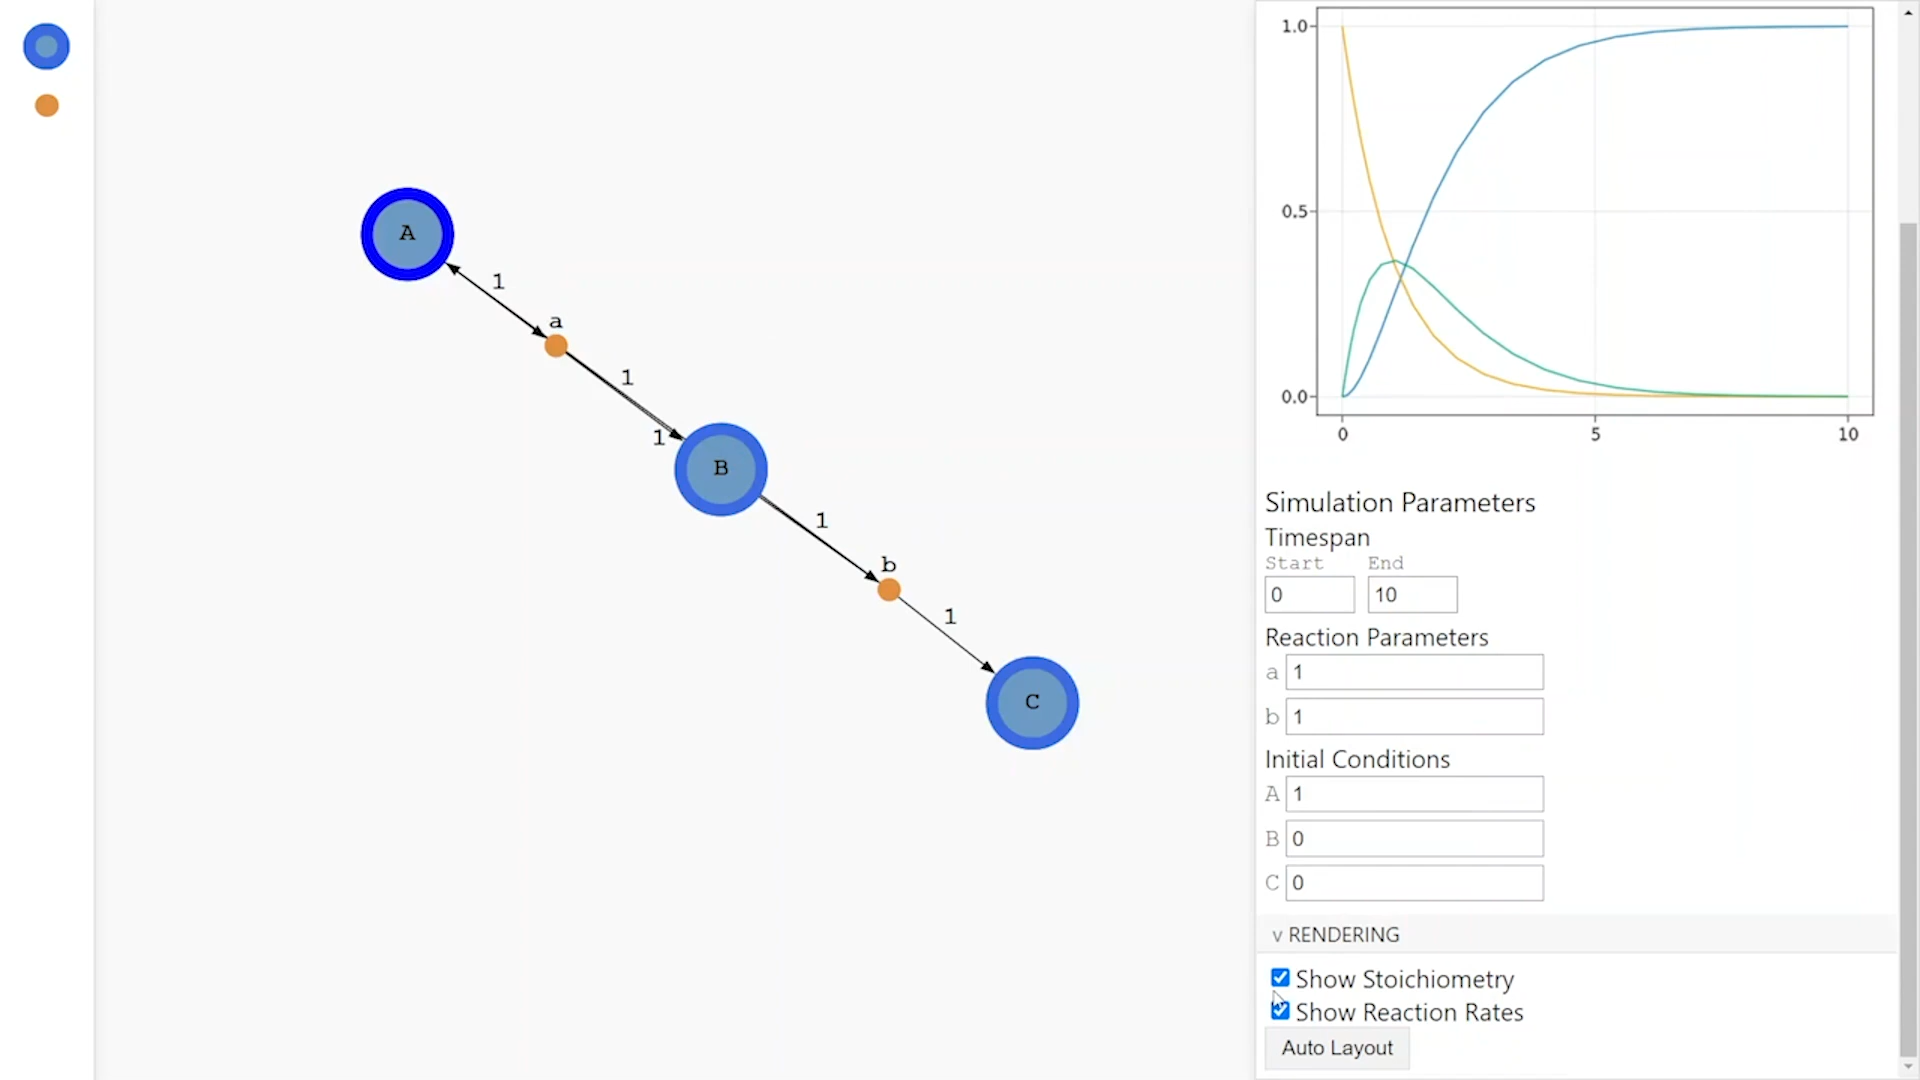 A
1
a
1
1
B
1
b
1
C
1.0
0.5
0.0
0 5 10
Simulation Parameters
Timespan
Start End
0 10
Reaction Parameters
a 1
b 1
Initial Conditions
A 1
B 0
C 0
v RENDERING
Show Stoichiometry
Show Reaction Rates
Auto Layout